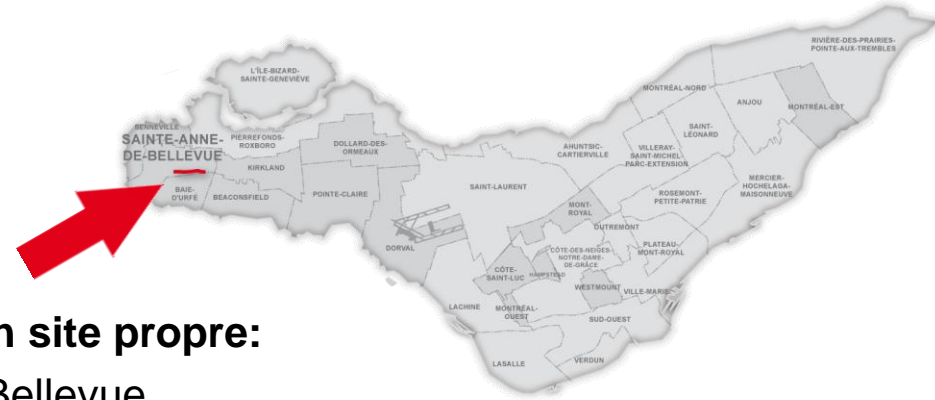 RIVIÈRE-DES-PRAIRIES-
POINTE-AUX-TREMBLES
L'ÎLE-BIZARD-
SAINTE-GENEVIÈVE
MONTRÉAL-NORD
ANJOU
MONTRÉAL-EST
SENNEVILLE
SAINTE-ANNE-
DE-BELLEVUE
PIERREFONDS-
ROXBORO
DOLLARD-DES-
ORMEAUX
KIRKLAND
BAIE-
D'URFÉ
BEACONSFIELD
POINTE-CLAIRE
AHUNTSIC-
CARTIERVILLE
SAINT-
LÉONARD
VILLERAY-
SAINT-MICHEL-
PARC-EXTENSION
MERCIER-
HOCHELAGA-
MAISONNEUVE
SAINT-LAURENT
ROSEMONT-
PETITE-PATRIE
MONT-
ROYAL
OUTREMONT
DORVAL
CÔTE-DES-NEIGES-
NOTRE-DAME-
DE-GRÂCE
PLATEAU-
MONT-ROYAL
CÔTE-
SAINT-LUC
HAMPSTEAD
WESTMOUNT
VILLE-MARIE
LACHINE
MONTRÉAL-
OUEST
SUD-OUEST
LASALLE
VERDUN
n site propre:
Bellevue